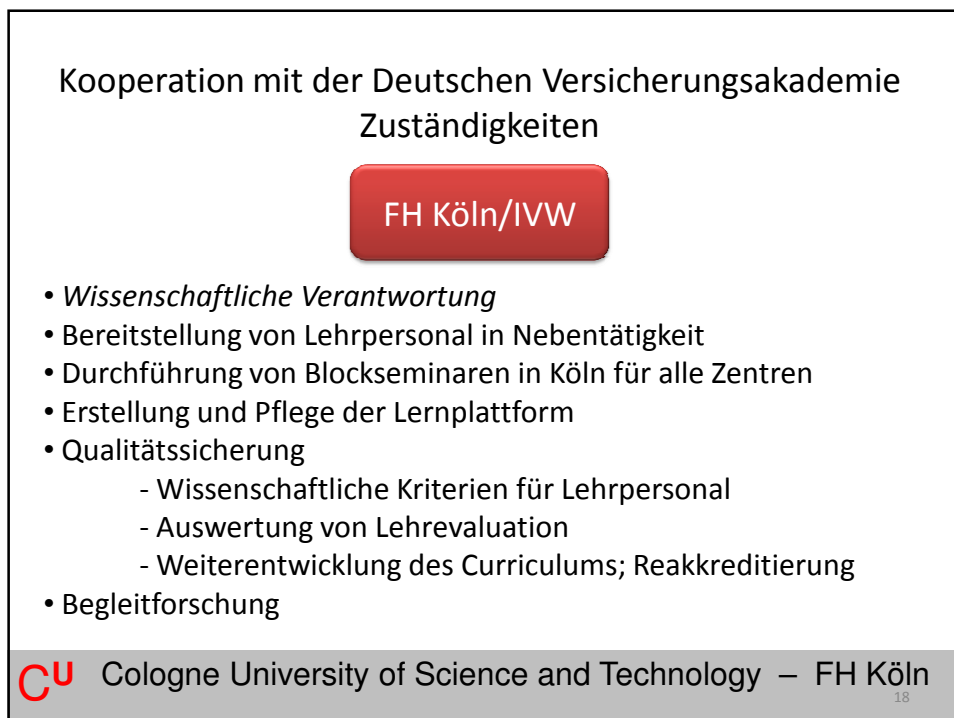 Kooperation mit der Deutschen Versicherungsakademie
Zuständigkeiten
FH Köln/IVW
• Wissenschaftliche Verantwortung
• Bereitstellung von Lehrpersonal in Nebentätigkeit
• Durchführung von Blockseminaren in Köln für alle Zentren
• Erstellung und Pflege der Lernplattform
• Qualitätssicherung
- Wissenschaftliche Kriterien für Lehrpersonal
- Auswertung von Lehrevaluation
- Weiterentwicklung des Curriculums; Reakkreditierung
• Begleitforschung
CU Cologne University of Science and Technology – FH Köln
18